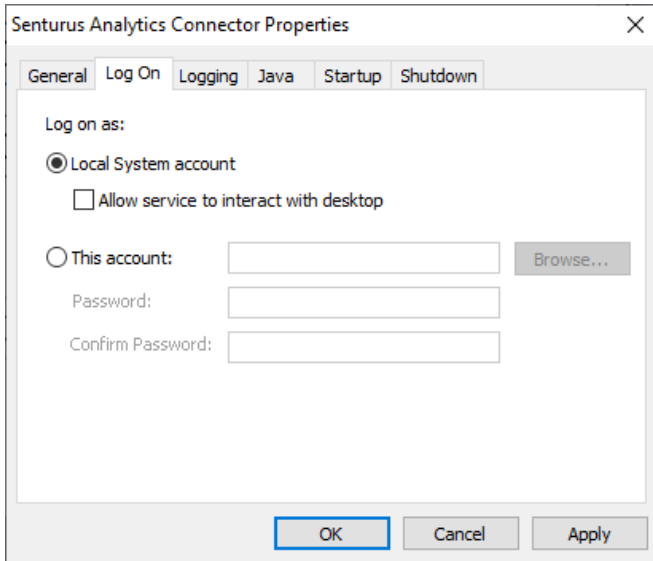 Senturus Analytics Connector Properties
General Log On Logging Java Startup Shutdown
Log on as:
Local System account
Allow service to interact with desktop
This account: Browse...
Password:
Confirm Password:
OK Cancel Apply